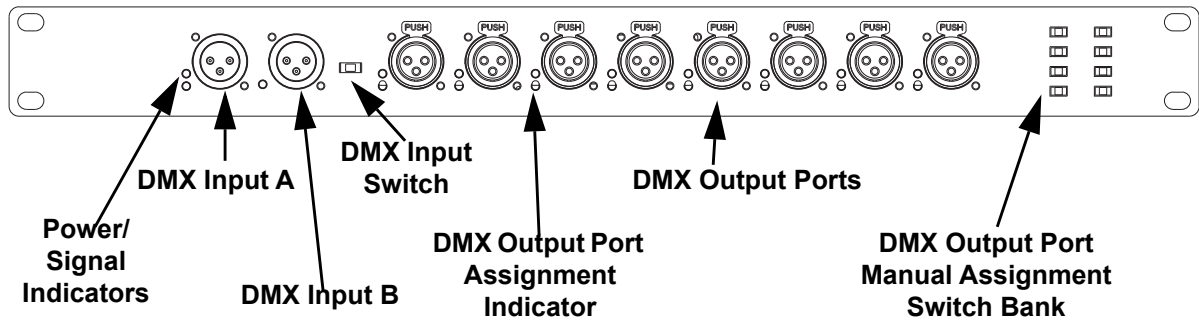 PUSH PUSH PUSH PUSH PUSH PUSH PUSH PUSH
DMX Input A
DMX Input
Switch
DMX Output Ports
Power/
Signal
Indicators
DMX Input B
DMX Output Port
Assignment
Indicator
DMX Output Port
Manual Assignment
Switch Bank